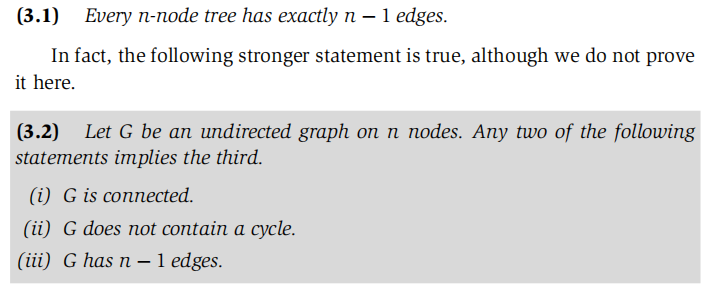 (3.1) Every n-node tree has exactly n − 1 edges.
In fact, the following stronger statement is true, although we do not prove
it here.
(3.2) Let G be an undirected graph on n nodes. Any two of the following
statements implies the third.
(i) G is connected.
(ii) G does not contain a cycle.
(iii) G has n − 1 edges.